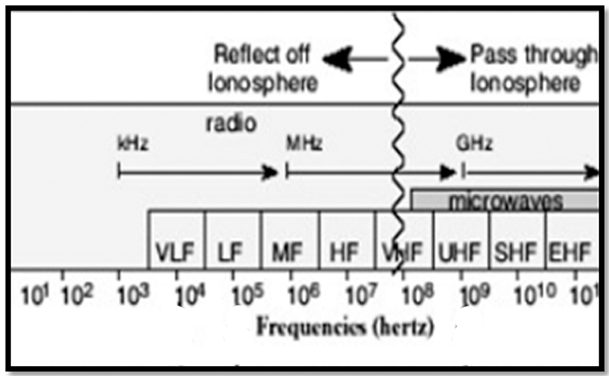 Reflect off Pass through
Ionosphere Ionosphere
radio
kHz MHz GHz
microwaves
VLF LF MF HF VHF UHF SHF EHF
10¹ 10² 10³ 10⁴ 10⁵ 10⁶ 10⁷ 10⁸ 10⁹ 10¹⁰
Frequencies (hertz)